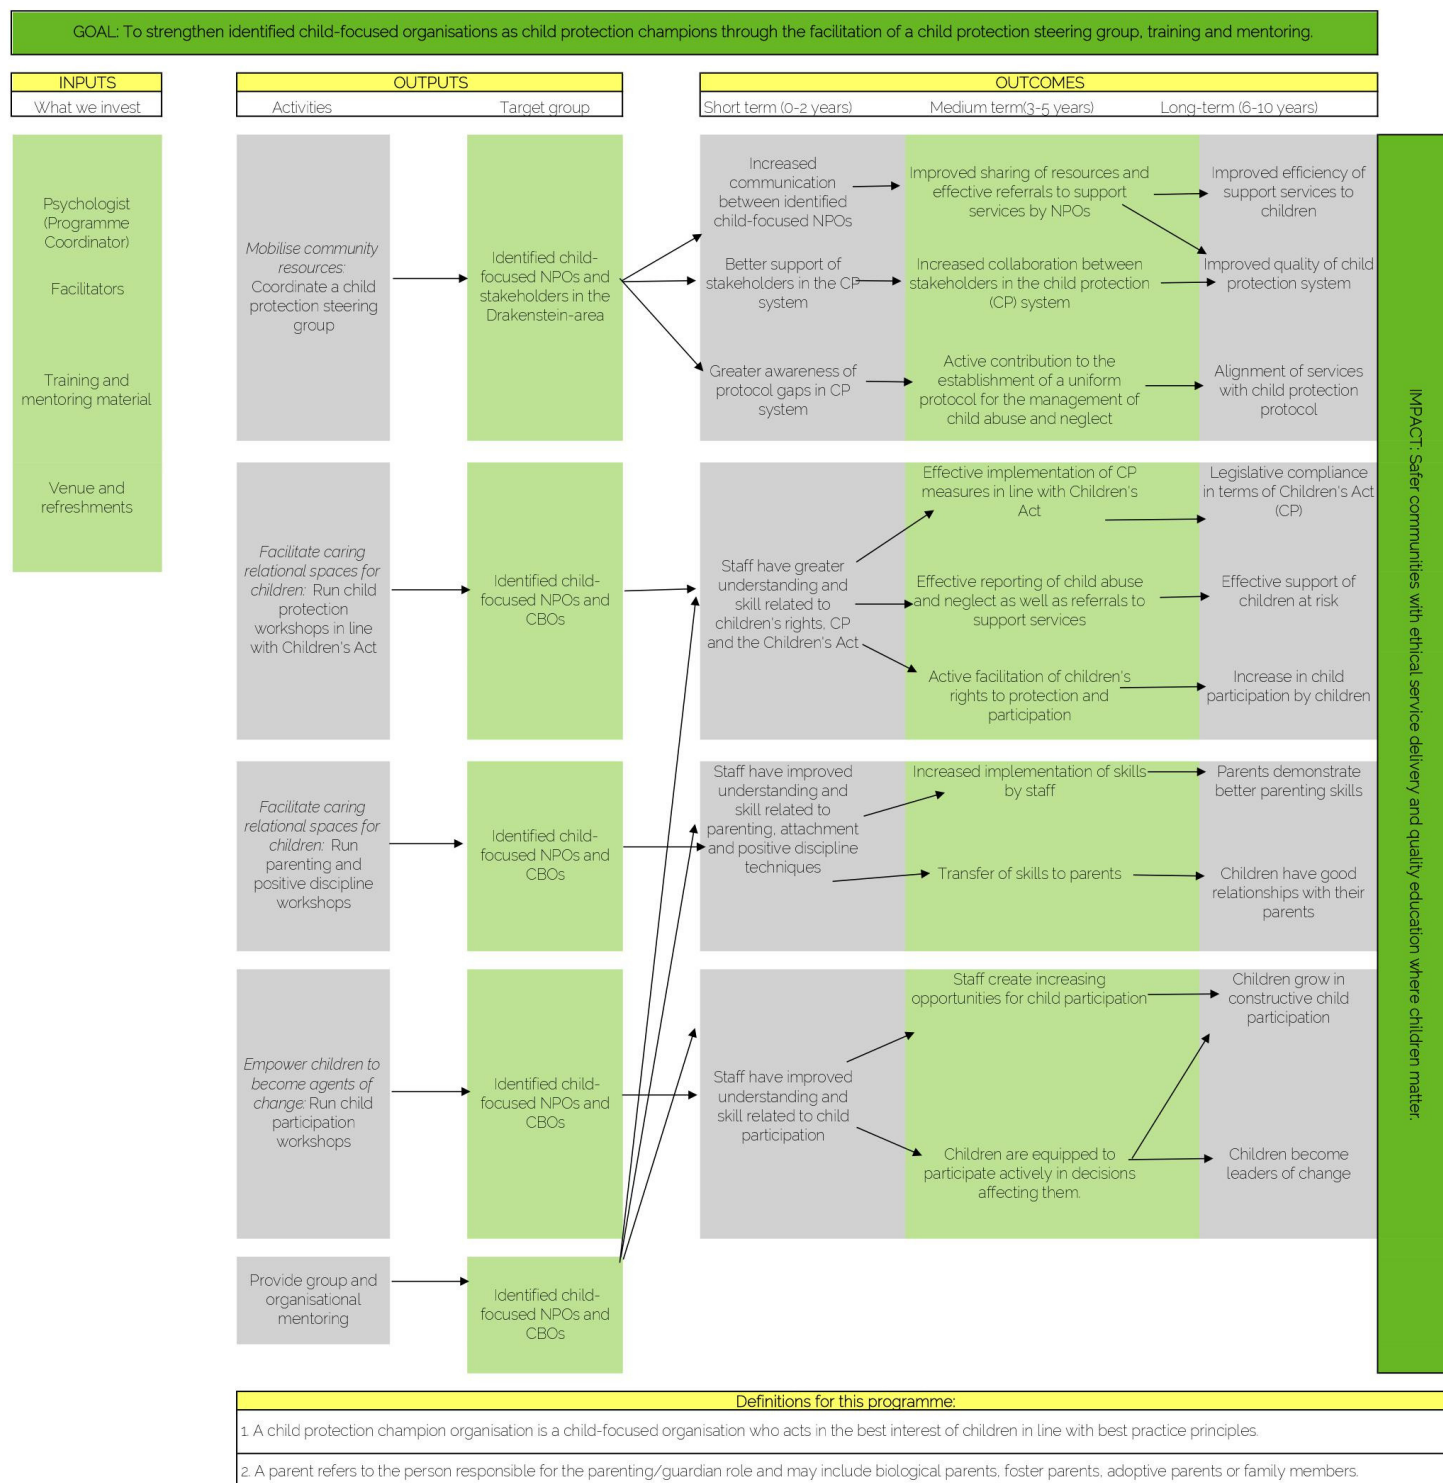 GOAL: To strengthen identified child-focused organisations as child protection champions through the facilitation of a child protection steering group, training and mentoring.
INPUTS
What we invest
OUTPUTS
Activities
Target group
OUTCOMES
Short term (0-2 years)
Medium term(3-5 years)
Long-term (6-10 years)
Psychologist
(Programme
Coordinator)
Facilitators
Training and
mentoring material
Venue and
refreshments
Mobilise community
resources:
Coordinate a child
protection steering
group
Identified child-
focused NPOs and
stakeholders in the
Drakenstein-area
Increased
communication
between identified
child-focused NPOs
Improved sharing of resources and
effective referrals to support
services by NPOs
Improved efficiency of
support services to
children
Better support of
stakeholders in the CP
system
Increased collaboration between
stakeholders in the child protection
(CP) system
Improved quality of child
protection system
Greater awareness of
protocol gaps in CP
system
Active contribution to the
establishment of a uniform
protocol for the management of
child abuse and neglect
Alignment of services
with child protection
protocol
Facilitate caring
relational spaces for
children: Run child
protection
workshops in line
with Children's Act
Identified child-
focused NPOs and
CBOs
Staff have greater
understanding and
skill related to
children's rights, CP
and the Children's Act
Effective implementation of CP
measures in line with Children's
Act
Legislative compliance
in terms of Children's Act
(CP)
Effective reporting of child abuse
and neglect as well as referrals to
support services
Effective support of
children at risk
Active facilitation of children's
rights to protection and
participation
Increase in child
participation by children
Facilitate caring
relational spaces for
children: Run
parenting and
positive discipline
workshops
Identified child-
focused NPOs and
CBOs
Staff have improved
understanding and
skill related to
parenting, attachment
and positive discipline
techniques
Increased implementation of skills
by staff
Parents demonstrate
better parenting skills
Transfer of skills to parents
Children have good
relationships with their
parents
Empower children to
become agents of
change: Run child
participation
workshops
Identified child-
focused NPOs and
CBOs
Staff have improved
understanding and
skill related to child
participation
Staff create increasing
opportunities for child participation
Children grow in
constructive child
participation
Children are equipped to
participate actively in decisions
affecting them.
Children become
leaders of change
Provide group and
organisational
mentoring
Identified child-
focused NPOs and
CBOs
IMPACT: Safer communities with ethical service delivery and quality education where children matter.
Definitions for this programme:
1. A child protection champion organisation is a child-focused organisation who acts in the best interest of children in line with best practice principles.
2. A parent refers to the person responsible for the parenting/guardian role and may include biological parents, foster parents, adoptive parents or family members.